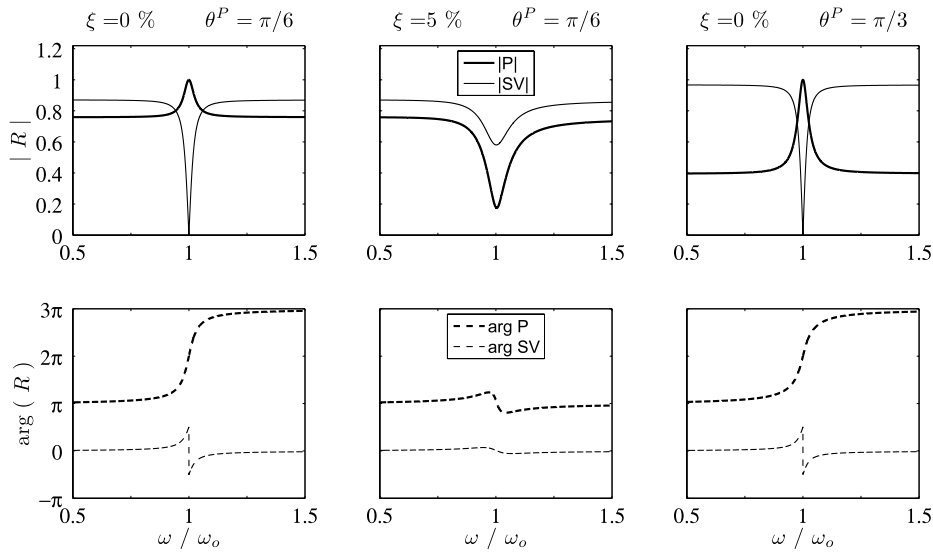 ξ =0 % θ^P = π/6
ξ =5 % θ^P = π/6
ξ =0 % θ^P = π/3
| R |
1.2
1
0.8
0.6
0.4
0.2
0
0.5 1 1.5
|P|
|SV|
0.5 1 1.5
0.5 1 1.5
arg ( R )
3π
2π
π
0
−π
0.5 1 1.5
ω / ω_o
arg P
arg SV
0.5 1 1.5
ω / ω_o
0.5 1 1.5
ω / ω_o